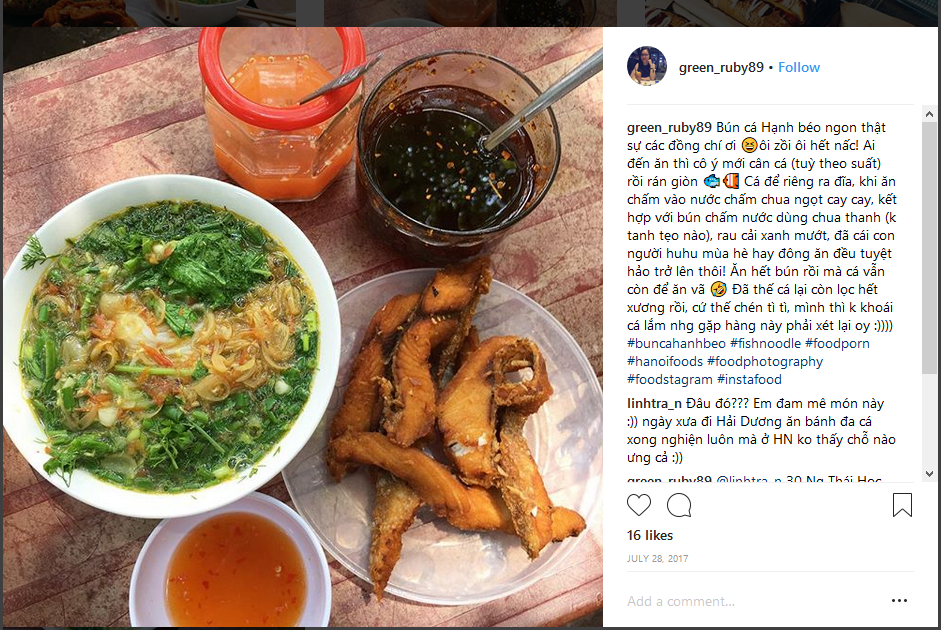 green_ruby89 • Follow
green_ruby89 Bún cá Hạnh béo ngon thật
sự các đồng chí ơi 😆ôi zồi ôi hết nấc! Ai
đến ăn thì cô ý mới cân cá (tuỳ theo suất)
rồi rán giòn 🐟🐠 Cá để riêng ra đĩa, khi ăn
chấm vào nước chấm chua ngọt cay cay, kết
hợp với bún chấm nước dùng chua thanh (k
tanh tẹo nào), rau cải xanh mướt, đã cái con
người huhu mùa hè hay đông ăn đều tuyệt
hảo trở lên thôi! Ăn hết bún rồi mà cá vẫn
còn để ăn vã 🤣 Đã thế cá lại còn lọc hết
xương rồi, cứ thế chén tì tì, mình thì k khoái
cá lắm nhg gặp hàng này phải xét lại oy :))))
#buncahanhbeo #fishnoodle #foodporn
#hanoifoods #foodphotography
#foodstagram #instafood
linhtra_n Đâu đó??? Em đam mê món này
:)) ngày xưa đi Hải Dương ăn bánh đa cá
xong nghiện luôn mà ở HN ko thấy chỗ nào
ưng cả :))
green_ruby89 @linhtra_n 30 Ng Thái Học
16 likes
JULY 28, 2017
Add a comment...